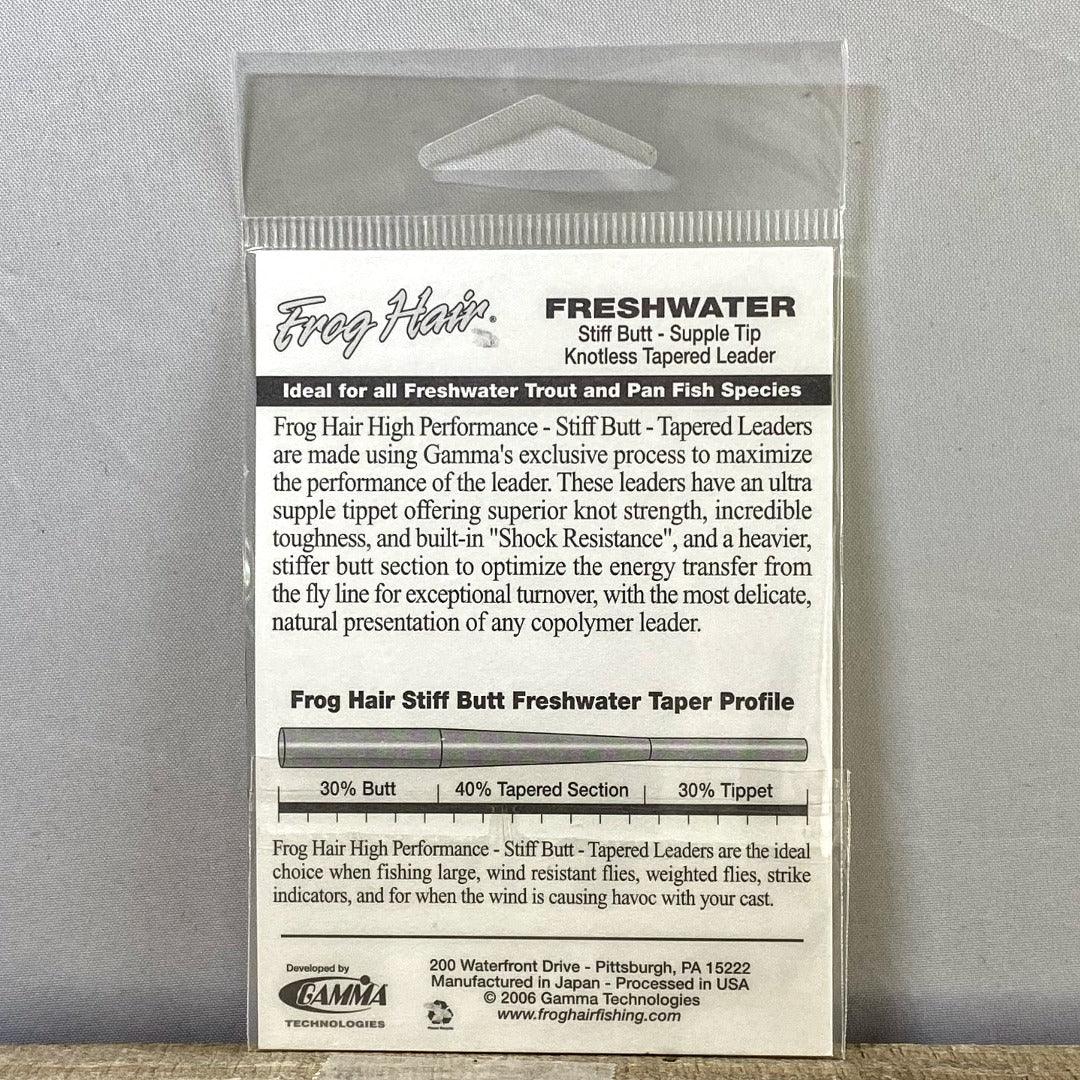 Frog Hair®
FRESHWATER
Stiff Butt - Supple Tip
Knotless Tapered Leader
Ideal for all Freshwater Trout and Pan Fish Species
Frog Hair High Performance - Stiff Butt - Tapered Leaders
are made using Gamma's exclusive process to maximize
the performance of the leader. These leaders have an ultra
supple tippet offering superior knot strength, incredible
toughness, and built-in "Shock Resistance", and a heavier,
stiffer butt section to optimize the energy transfer from
the fly line for exceptional turnover, with the most delicate,
natural presentation of any copolymer leader.
Frog Hair Stiff Butt Freshwater Taper Profile
30% Butt 40% Tapered Section 30% Tippet
Frog Hair High Performance - Stiff Butt - Tapered Leaders are the ideal
choice when fishing large, wind resistant flies, weighted flies, strike
indicators, and for when the wind is causing havoc with your cast.
Developed by
GAMMA
TECHNOLOGIES
Please Recycle
200 Waterfront Drive - Pittsburgh, PA 15222
Manufactured in Japan - Processed in USA
© 2006 Gamma Technologies
www.froghairfishing.com